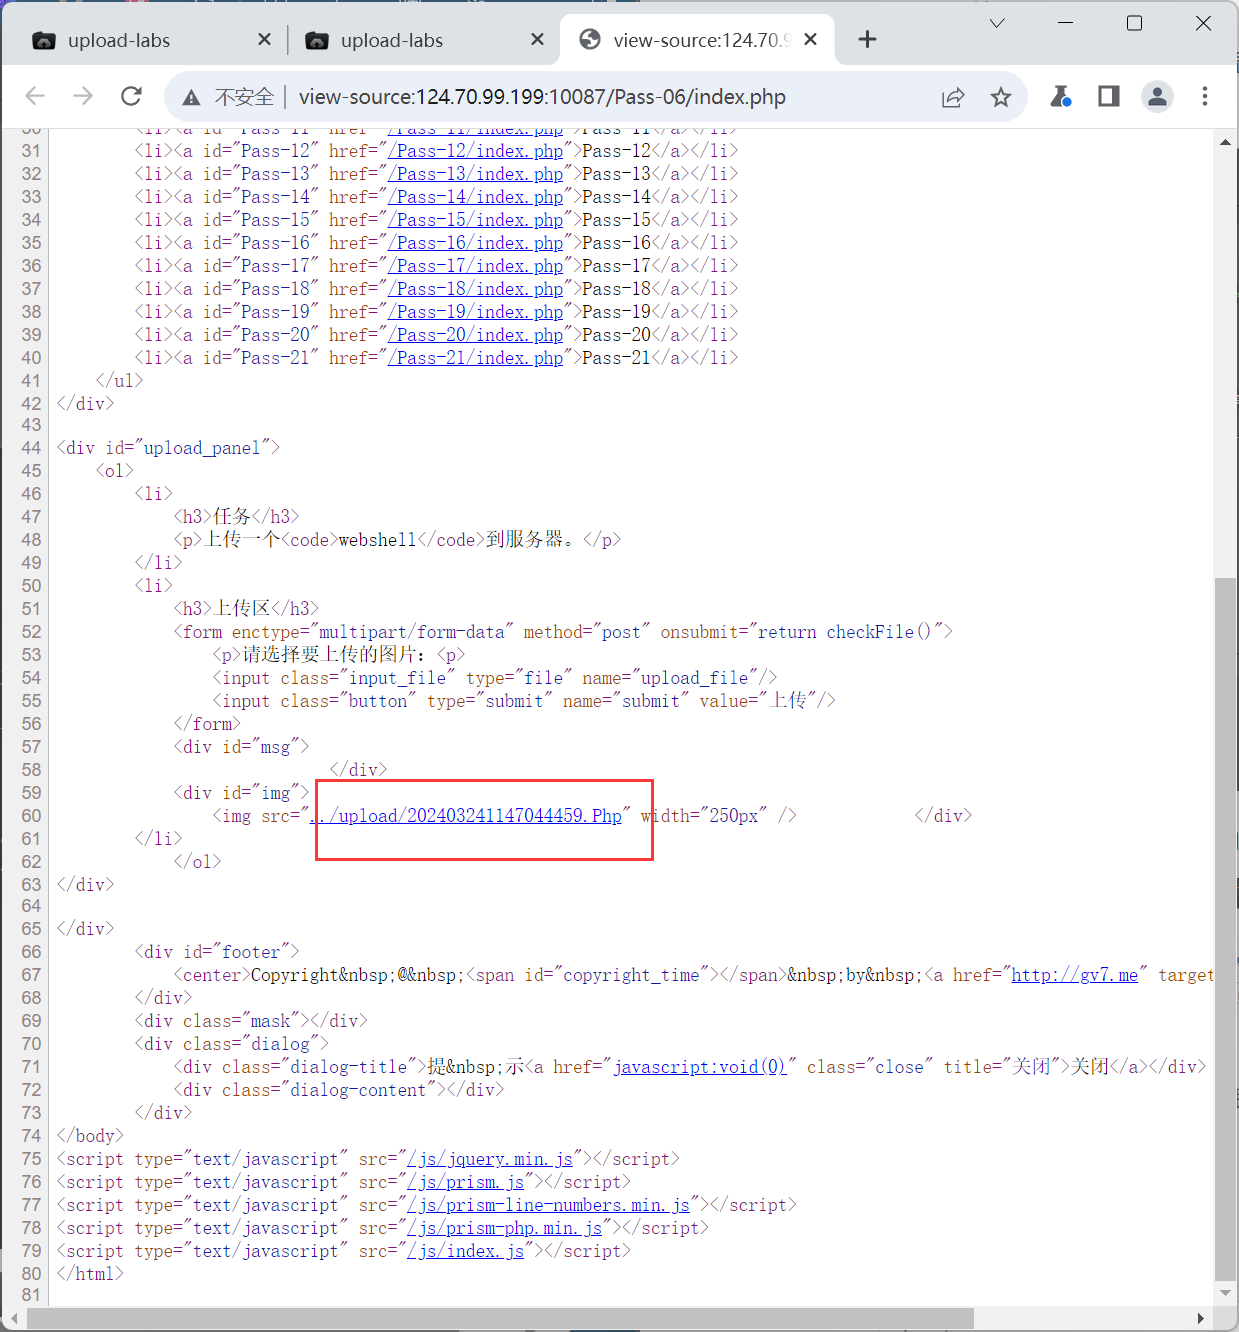 upload-labs
upload-labs
view-source:124.70.9
不安全 | view-source:124.70.99.199:10087/Pass-06/index.php
30 <li><a id="Pass-11" href="/Pass-11/index.php">Pass-11</a></li>
31 <li><a id="Pass-12" href="/Pass-12/index.php">Pass-12</a></li>
32 <li><a id="Pass-13" href="/Pass-13/index.php">Pass-13</a></li>
33 <li><a id="Pass-14" href="/Pass-14/index.php">Pass-14</a></li>
34 <li><a id="Pass-15" href="/Pass-15/index.php">Pass-15</a></li>
35 <li><a id="Pass-16" href="/Pass-16/index.php">Pass-16</a></li>
36 <li><a id="Pass-17" href="/Pass-17/index.php">Pass-17</a></li>
37 <li><a id="Pass-18" href="/Pass-18/index.php">Pass-18</a></li>
38 <li><a id="Pass-19" href="/Pass-19/index.php">Pass-19</a></li>
39 <li><a id="Pass-20" href="/Pass-20/index.php">Pass-20</a></li>
40 <li><a id="Pass-21" href="/Pass-21/index.php">Pass-21</a></li>
41 </ul>
42 </div>
43
44 <div id="upload_panel">
45 <ol>
46 <li>
47 <h3>任务</h3>
48 <p>上传一个<code>webshell</code>到服务器。</p>
49 </li>
50 <li>
51 <h3>上传区</h3>
52 <form enctype="multipart/form-data" method="post" onsubmit="return checkFile()">
53 <p>请选择要上传的图片：<p>
54 <input class="input_file" type="file" name="upload_file"/>
55 <input class="button" type="submit" name="submit" value="上传"/>
56 </form>
57 <div id="msg">
58 </div>
59 <div id="img">
60 <img src="../upload/202403241147044459.Php" width="250px" /> </div>
61 </li>
62 </ol>
63 </div>
64
65 </div>
66 <div id="footer">
67 <center>Copyright&nbsp;@&nbsp;<span id="copyright_time"></span>&nbsp;by&nbsp;<a href="http://gv7.me" target
68 </div>
69 <div class="mask"></div>
70 <div class="dialog">
71 <div class="dialog-title">提&nbsp;示<a href="javascript:void(0)" class="close" title="关闭">关闭</a></div>
72 <div class="dialog-content"></div>
73 </div>
74 </body>
75 <script type="text/javascript" src="/js/jquery.min.js"></script>
76 <script type="text/javascript" src="/js/prism.js"></script>
77 <script type="text/javascript" src="/js/prism-line-numbers.min.js"></script>
78 <script type="text/javascript" src="/js/prism-php.min.js"></script>
79 <script type="text/javascript" src="/js/index.js"></script>
80 </html>
81